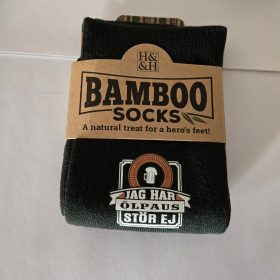 H&
&H
BAMBOO
SOCKS
A natural treat for a hero's feet!
JAG HAR
ÖLPAUS
STÖR EJ